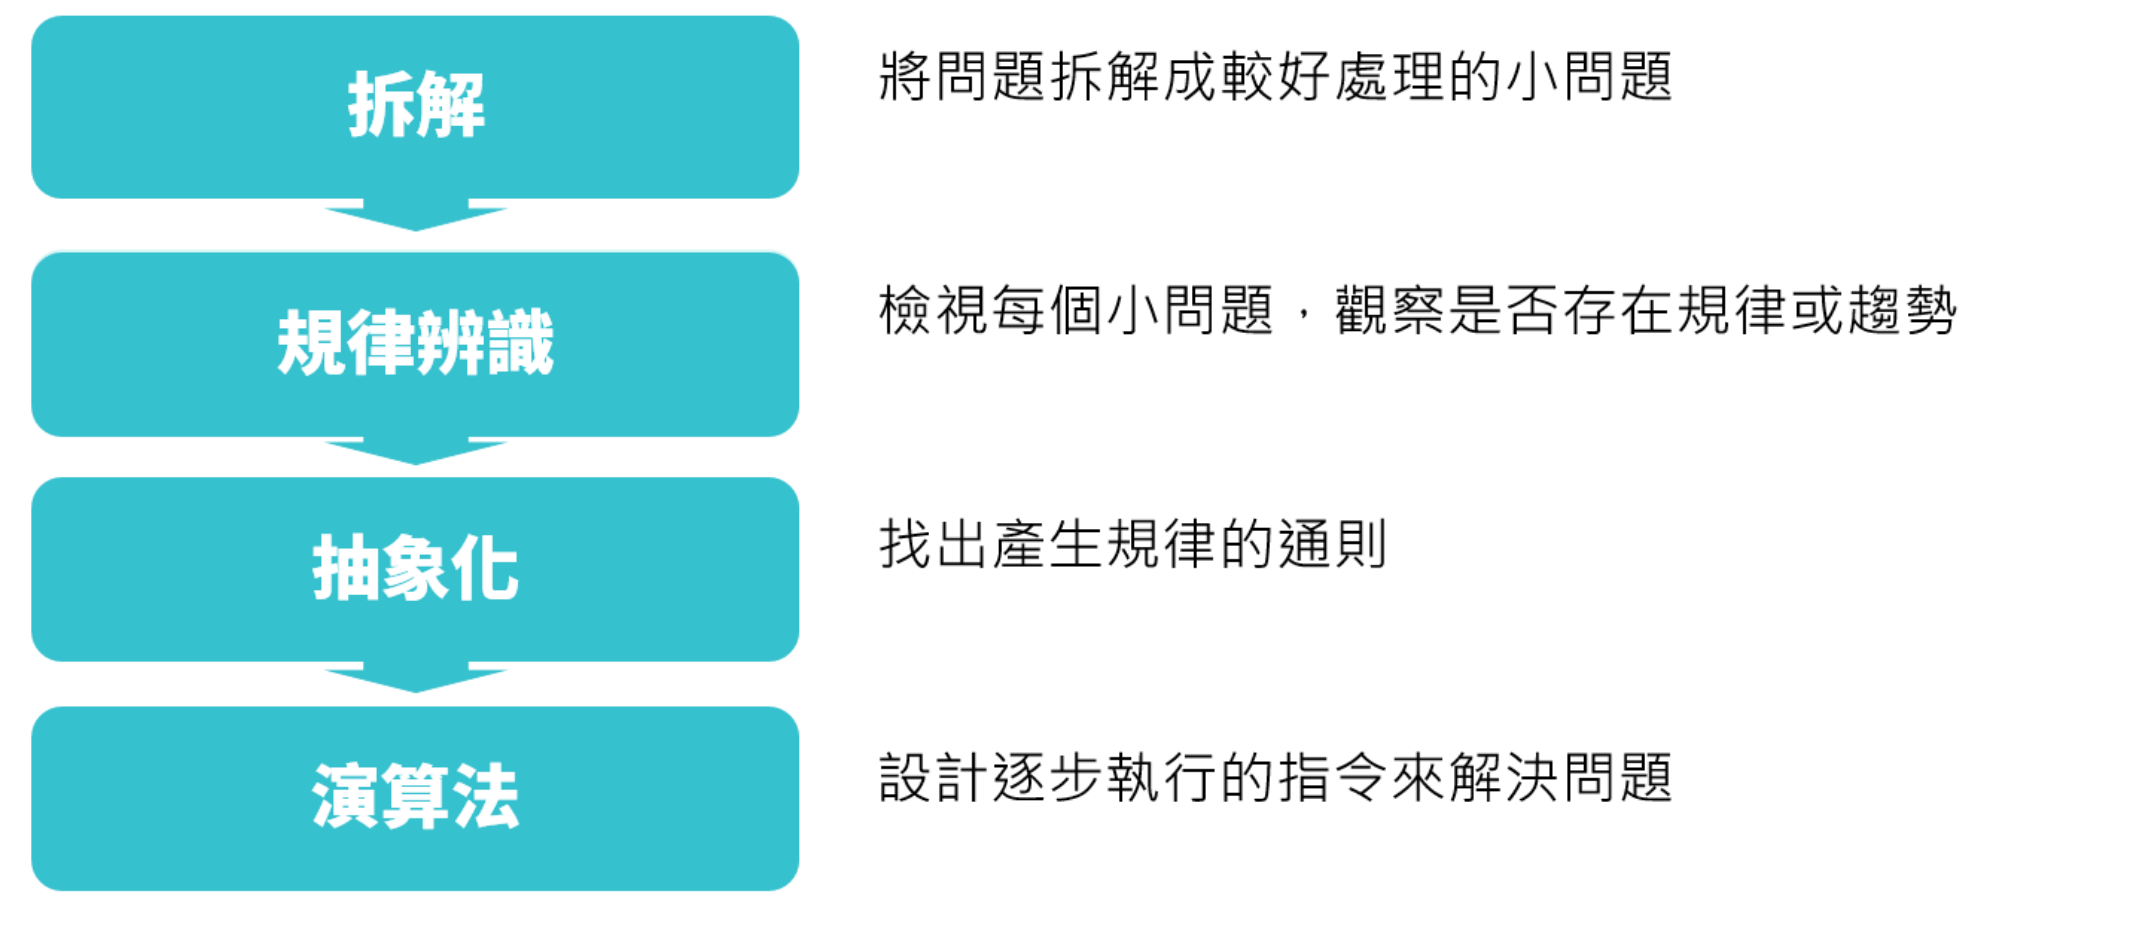 拆解
將問題拆解成較好處理的小問題
規律辨識
檢視每個小問題，觀察是否存在規律或趨勢
抽象化
找出產生規律的通則
演算法
設計逐步執行的指令來解決問題